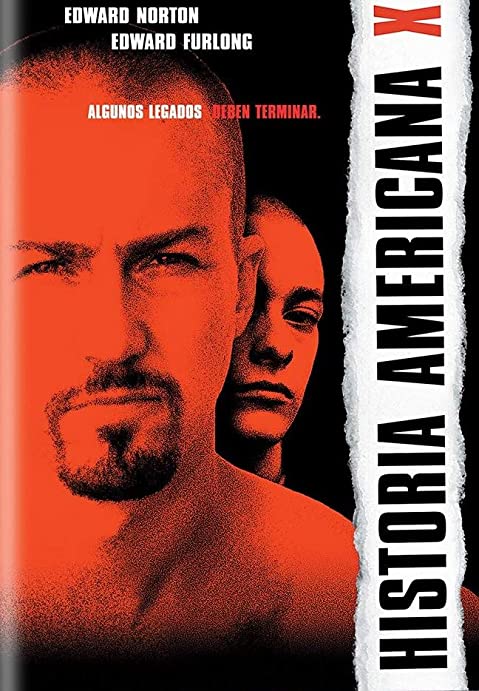 EDWARD NORTON
EDWARD FURLONG
ALGUNOS LEGADOS DEBEN TERMINAR.
HISTORIA AMERICANA X